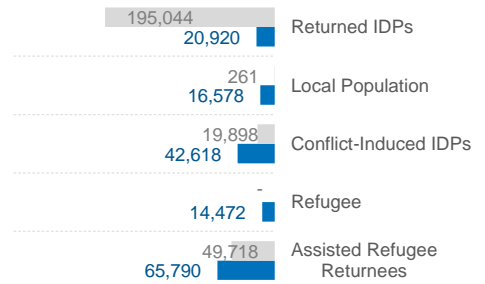 195,044
20,920
Returned IDPs
261
16,578
Local Population
19,898
42,618
Conflict-Induced IDPs
-
14,472
Refugee
49,718
65,790
Assisted Refugee
Returnees